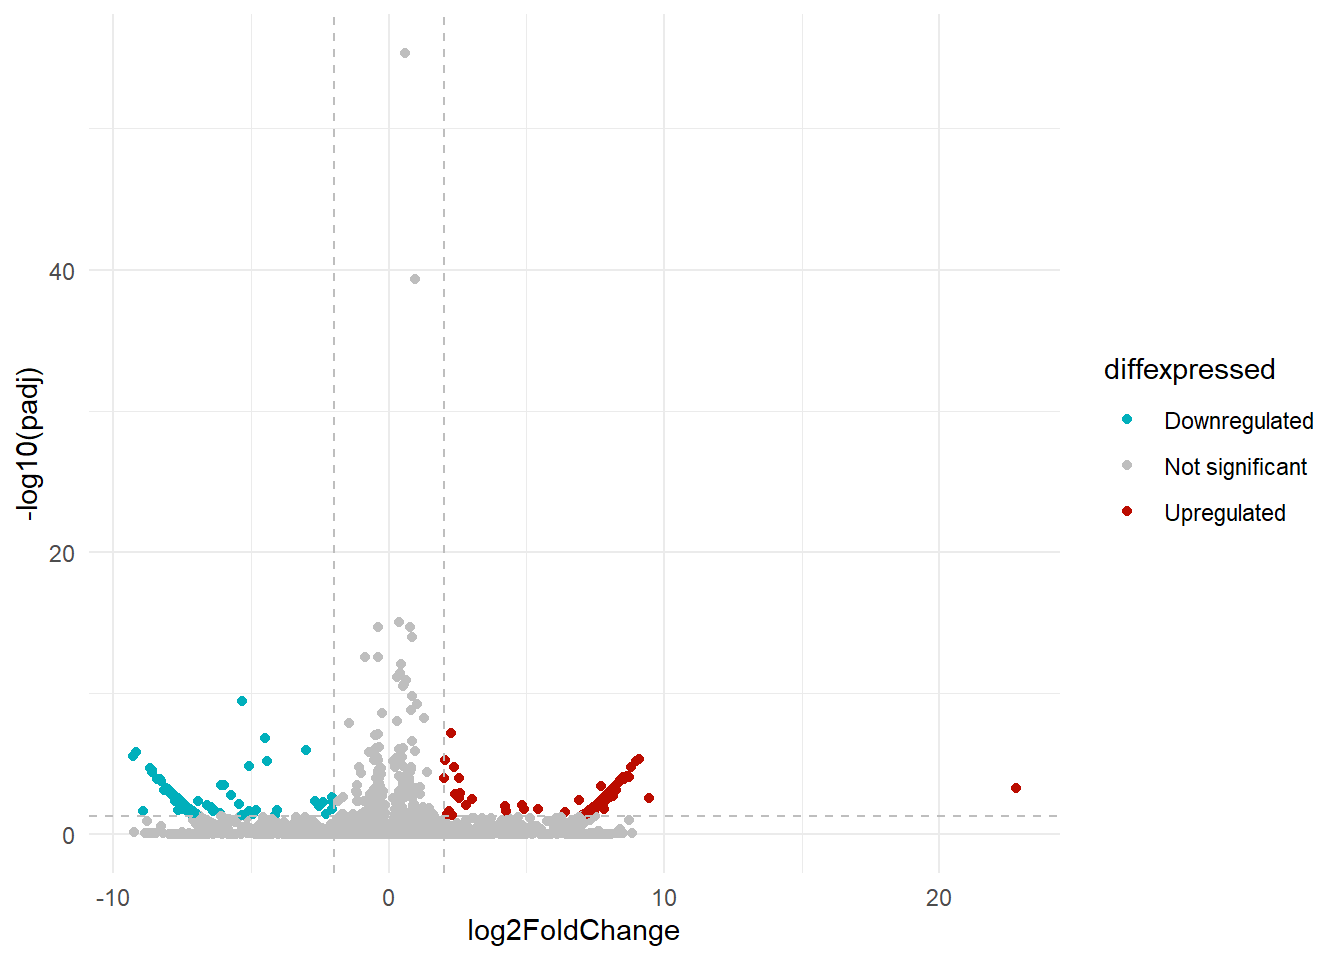 40
20
0
-10
0
10
20
log2FoldChange
-log10(padj)
diffexpressed
Downregulated
Not significant
Upregulated